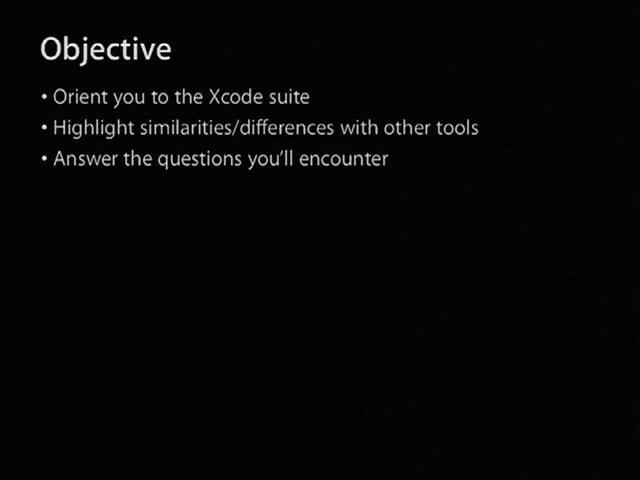 Objective
• Orient you to the Xcode suite
• Highlight similarities/differences with other tools
• Answer the questions you'll encounter